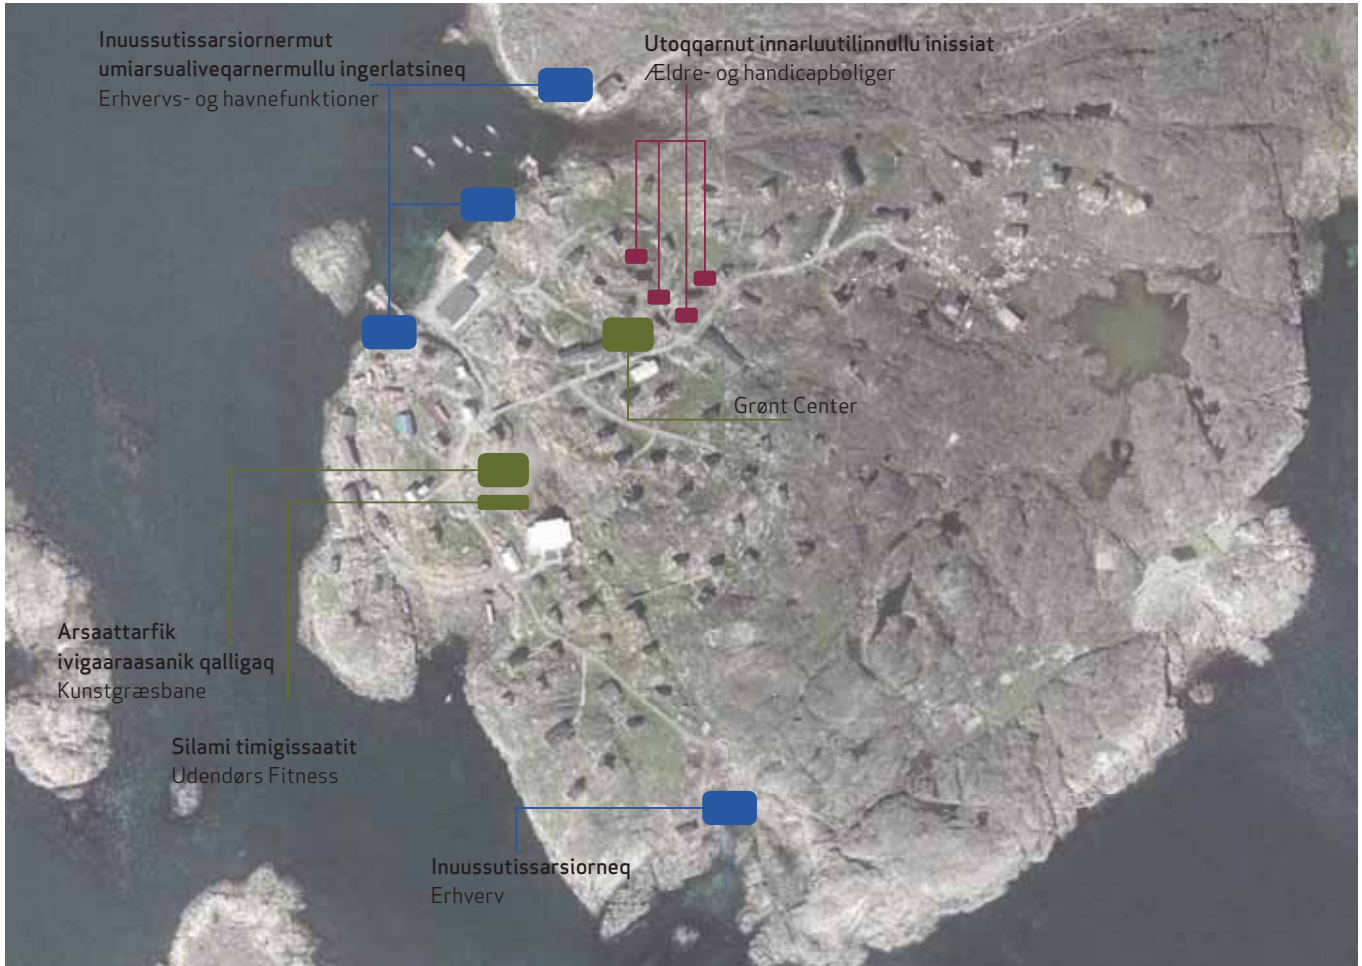 Inuussutissarsiornermut
umiarsualiveqarnermullu ingerlatsineq
Erhvervs- og havnefunktioner
Utoqqarnut innarluutilinnullu inissiat
Ældre- og handicapboliger
Grønt Center
Arsaattarfik
ivigaaraasanik qalligaq
Kunstgræsbane
Silami timigissaatit
Udendørs Fitness
Inuussutissarsiorneq
Erhverv